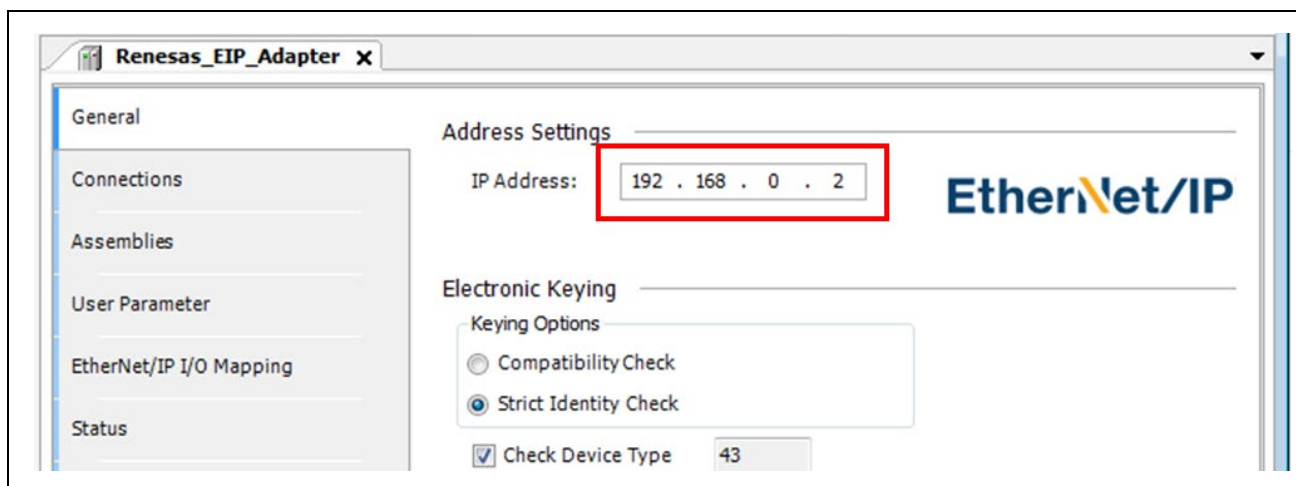 Renesas_EIP_Adapter x
General
Connections
Assemblies
User Parameter
EtherNet/IP I/O Mapping
Status
Address Settings
IP Address: 192 . 168 . 0 . 2
EtherNet/IP
Electronic Keying
Keying Options
Compatibility Check
Strict Identity Check
Check Device Type 43